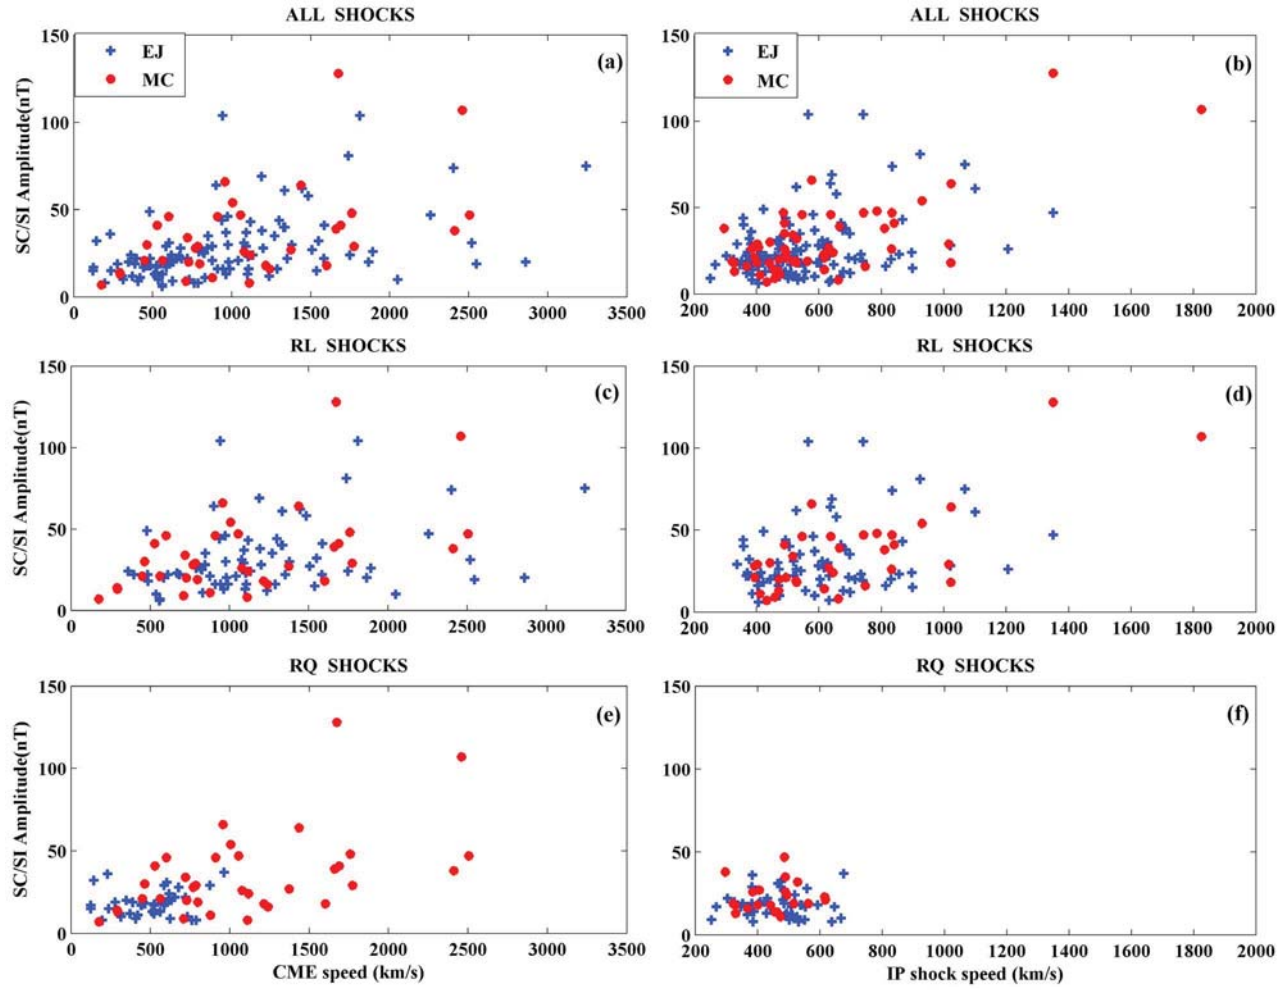 ALL SHOCKS
150
100
50
0
SC/SI Amplitude(nT)
EJ
MC
(a)
0 500 1000 1500 2000 2500 3000 3500
ALL SHOCKS
150
100
50
0
EJ
MC
(b)
200 400 600 800 1000 1200 1400 1600 1800 2000
RL SHOCKS
150
100
50
0
SC/SI Amplitude(nT)
(c)
0 500 1000 1500 2000 2500 3000 3500
RL SHOCKS
150
100
50
0
(d)
200 400 600 800 1000 1200 1400 1600 1800 2000
RQ SHOCKS
150
100
50
0
SC/SI Amplitude(nT)
(e)
0 500 1000 1500 2000 2500 3000 3500
CME speed (km/s)
RQ SHOCKS
150
100
50
0
(f)
200 400 600 800 1000 1200 1400 1600 1800 2000
IP shock speed (km/s)